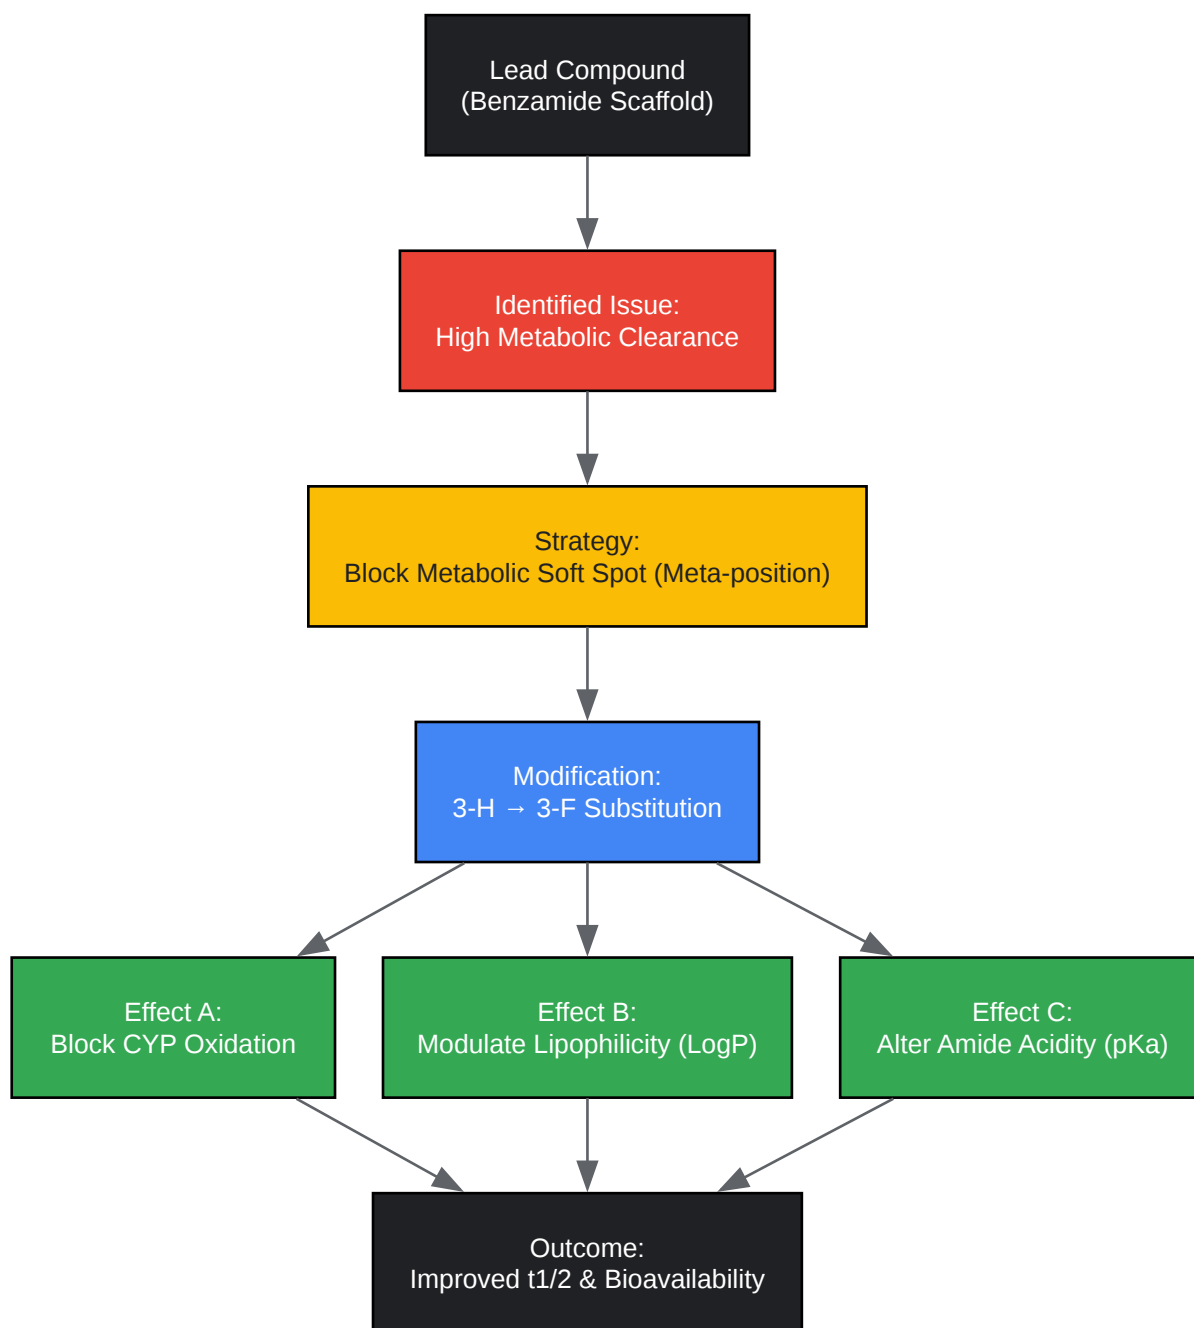 Lead Compound
(Benzamide Scaffold)
Identified Issue:
High Metabolic Clearance
Strategy:
Block Metabolic Soft Spot (Meta-position)
Modification:
3-H → 3-F Substitution
Effect A:
Block CYP Oxidation
Effect B:
Modulate Lipophilicity (LogP)
Effect C:
Alter Amide Acidity (pKa)
Outcome:
Improved t1/2 & Bioavailability